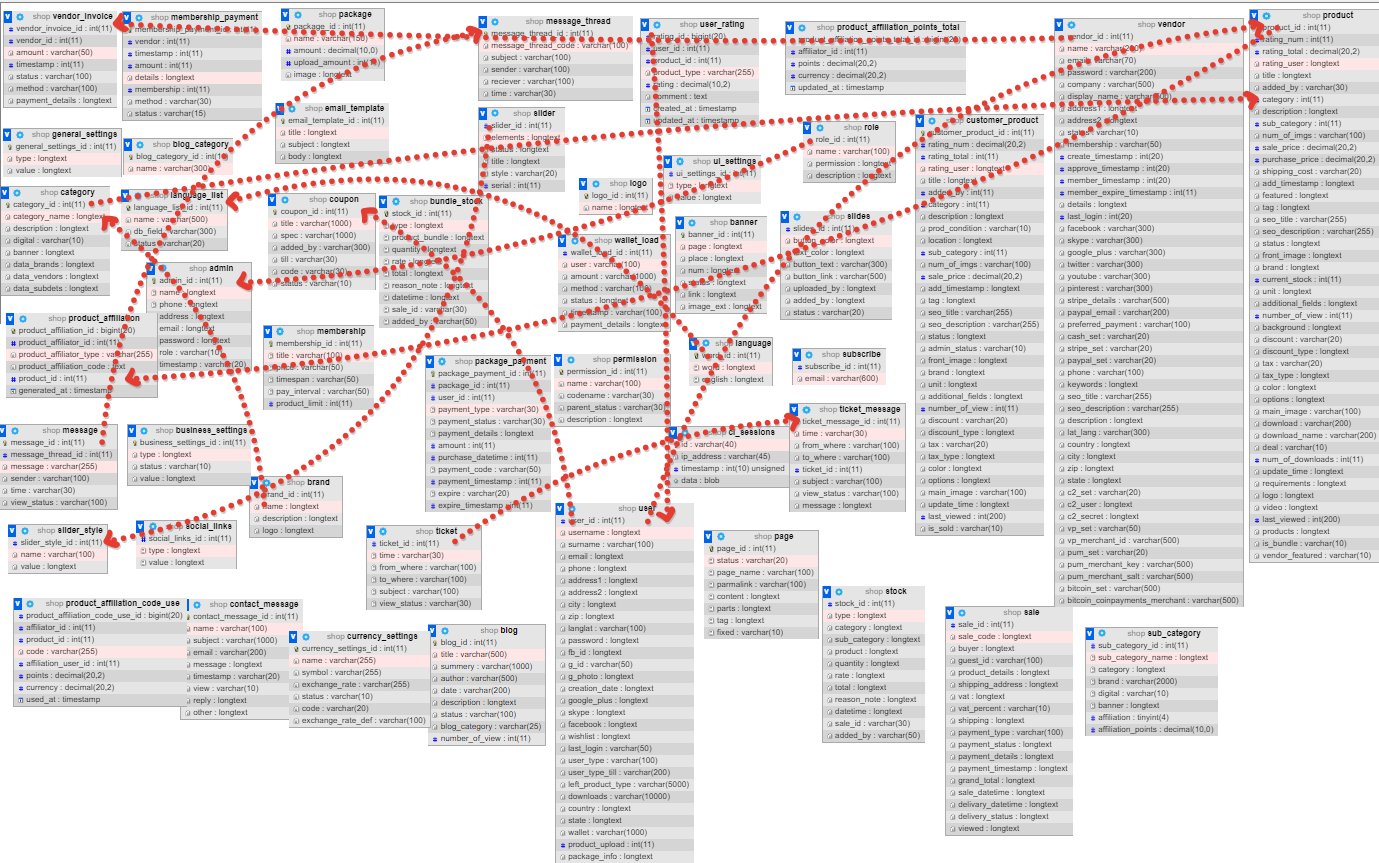 shop vendor_invoice
vendor_invoice_id : int(11)
vendor_id : int(11)
amount : varchar(50)
timestamp : int(11)
status : varchar(100)
method : varchar(100)
payment_details : longtext
shop membership_payment
membership_payment_id : int(11)
vendor : int(11)
timestamp : int(11)
amount : int(11)
details : longtext
membership : int(11)
method : varchar(30)
status : varchar(15)
shop package
package_id : int(11)
name : varchar(150)
amount : decimal(10,0)
upload_amount : int(11)
image : longtext
shop message_thread
message_thread_id : int(11)
message_thread_code : varchar(100)
subject : varchar(100)
sender : varchar(100)
reciever : varchar(100)
time : varchar(30)
shop user_rating
rating_id : bigint(20)
user_id : int(11)
product_id : int(11)
product_type : varchar(255)
rating : decimal(10,2)
comment : text
created_at : timestamp
updated_at : timestamp
shop product_affiliation_points_total
affiliator_id : int(11)
points : decimal(20,2)
currency : decimal(20,2)
updated_at : timestamp
shop vendor
vendor_id : int(11)
name : varchar(200)
email : varchar(70)
password : varchar(200)
company : varchar(500)
display_name
address1 : longtext
address2 : longtext
status : varchar(10)
membership : varchar(50)
create_timestamp : int(20)
approve_timestamp : int(20)
member_timestamp : int(20)
member_expire_timestamp : int(11)
details : longtext
last_login : int(20)
facebook : varchar(300)
skype : varchar(300)
google_plus : varchar(300)
twitter : varchar(300)
youtube : varchar(300)
pinterest : varchar(300)
stripe_details : varchar(500)
paypal_email : varchar(200)
preferred_payment : varchar(100)
cash_set : varchar(20)
stripe_set : varchar(20)
paypal_set : varchar(20)
phone : varchar(100)
keywords : varchar(500)
seo_title : varchar(255)
seo_description : varchar(255)
lat_lang : varchar(300)
country : longtext
city : longtext
zip : longtext
state : longtext
c2_set : varchar(20)
c2_user : varchar(200)
c2_secret : varchar(200)
vp_set : varchar(50)
vp_merchant_id : varchar(500)
pum_set : varchar(20)
pum_merchant_key : varchar(500)
pum_merchant_salt : varchar(500)
bitcoin_set : varchar(500)
bitcoin_coinpayments_merchant : varchar(500)
shop product
product_id : int(11)
rating_num : int(11)
rating_total : decimal(20,2)
rating_user : longtext
title : longtext
added_by : varchar(30)
category : int(11)
description : longtext
sub_category : int(11)
num_of_imgs : varchar(100)
sale_price : decimal(20,2)
purchase_price : decimal(20,2)
shipping_cost : varchar(20)
add_timestamp : longtext
featured : longtext
tag : longtext
seo_title : varchar(255)
seo_description : varchar(255)
status : longtext
front_image : longtext
brand : longtext
current_stock : int(11)
unit : longtext
additional_fields : longtext
number_of_view : int(11)
background : longtext
discount : varchar(20)
discount_type : longtext
tax : varchar(20)
tax_type : longtext
color : longtext
options : longtext
main_image : varchar(100)
download : varchar(200)
download_name : varchar(200)
deal : varchar(10)
num_of_downloads : int(11)
update_time : longtext
requirements : longtext
logo : longtext
video : longtext
last_viewed : int(200)
products : longtext
is_bundle : varchar(10)
vendor_featured : varchar(10)
shop general_settings
general_settings_id : int(11)
type : longtext
value : longtext
shop blog_category
blog_category_id : int(11)
name : varchar(300)
shop email_template
email_template_id : int(11)
title : longtext
subject : longtext
body : longtext
shop slider
slider_id : int(11)
elements : longtext
status : longtext
title : longtext
style : varchar(20)
serial : int(11)
shop ui_settings
ui_settings_id : int(11)
type : longtext
value : longtext
shop role
role_id : int(11)
name : varchar(100)
permission : longtext
description : longtext
shop customer_product
customer_product_id : int(11)
rating_num : decimal(20,2)
rating_total : int(11)
rating_user : longtext
title : longtext
added_by : int(11)
category : int(11)
description : longtext
prod_condition : varchar(10)
location : longtext
sub_category : int(11)
num_of_imgs : varchar(100)
sale_price : decimal(20,2)
add_timestamp : longtext
tag : longtext
seo_title : varchar(255)
seo_description : varchar(255)
status : longtext
admin_status : longtext
front_image : longtext
brand : longtext
unit : longtext
additional_fields : longtext
number_of_view : int(11)
discount : varchar(20)
discount_type : longtext
tax : varchar(20)
tax_type : longtext
color : longtext
options : longtext
main_image : varchar(100)
update_time : longtext
last_viewed : int(200)
is_sold : varchar(10)
shop category
category_id : int(11)
category_name : longtext
description : longtext
digital : varchar(10)
banner : longtext
data_brands : longtext
data_vendors : longtext
data_subdets : longtext
shop language_list
language_list_id : int(11)
name : varchar(500)
db_field : varchar(300)
status : varchar(20)
shop coupon
coupon_id : int(11)
title : varchar(1000)
spec : varchar(1000)
added_by : varchar(300)
till : varchar(30)
code : varchar(30)
status : varchar(10)
shop bundle_stock
stock_id : int(11)
type : longtext
product_bundle : longtext
quantity : longtext
rate : longtext
total : longtext
reason_note : longtext
datetime : longtext
sale_id : varchar(30)
added_by : varchar(50)
shop logo
logo_id : int(11)
name : longtext
shop wallet_load
wallet_load_id : int(11)
user : varchar(100)
amount : varchar(1000)
method : varchar(100)
status : longtext
timestamp : varchar(100)
payment_details : longtext
shop banner
banner_id : int(11)
page : longtext
place : longtext
num : longtext
status : longtext
link : longtext
image_ext : longtext
shop slides
slides_id : int(11)
button_color : longtext
text_color : longtext
button_text : varchar(300)
button_link : varchar(500)
uploaded_by : longtext
added_by : longtext
status : varchar(20)
shop admin
admin_id : int(11)
name : longtext
phone : longtext
address : longtext
email : longtext
password : longtext
role : varchar(10)
timestamp : varchar(20)
shop product_affiliation
product_affiliation_id : bigint(20)
product_affiliator_id : int(11)
product_affiliator_type : varchar(255)
product_affiliation_code : text
product_id : int(11)
generated_at : timestamp
shop membership
membership_id : int(11)
title : varchar(100)
price : varchar(50)
timespan : varchar(50)
pay_interval : varchar(50)
product_limit : int(11)
shop package_payment
package_payment_id : int(11)
package_id : int(11)
user_id : int(11)
payment_type : varchar(30)
payment_status : varchar(30)
payment_details : longtext
amount : int(11)
purchase_datetime : int(11)
payment_code : varchar(50)
payment_timestamp : int(11)
expire : varchar(20)
expire_timestamp : int(11)
shop permission
permission_id : int(11)
name : varchar(100)
codename : varchar(30)
parent_status : varchar(30)
description : longtext
shop language
word_id : int(11)
word : longtext
english : longtext
shop subscribe
subscribe_id : int(11)
email : varchar(600)
shop message
message_id : int(11)
message_thread_id : int(11)
message : varchar(255)
sender : varchar(100)
time : varchar(30)
view_status : varchar(100)
shop business_settings
business_settings_id : int(11)
type : longtext
status : varchar(10)
value : longtext
shop ci_sessions
id : varchar(40)
ip_address : varchar(45)
timestamp : int(10) unsigned
data : blob
shop ticket_message
ticket_message_id : int(11)
time : varchar(30)
from_where : varchar(100)
to_where : varchar(100)
ticket_id : int(11)
subject : varchar(100)
view_status : varchar(100)
message : longtext
shop brand
brand_id : int(11)
name : longtext
description : longtext
logo : longtext
shop slider_style
slider_style_id : int(11)
name : varchar(100)
value : longtext
shop social_links
social_links_id : int(11)
type : longtext
value : longtext
shop ticket
ticket_id : int(11)
time : varchar(30)
from_where : varchar(100)
to_where : varchar(100)
subject : varchar(100)
view_status : varchar(30)
shop user
user_id : int(11)
username : longtext
surname : varchar(100)
email : longtext
phone : longtext
address1 : longtext
address2 : longtext
city : longtext
zip : longtext
langlat : varchar(100)
password : longtext
fb_id : longtext
g_id : varchar(50)
g_photo : longtext
creation_date : longtext
google_plus : longtext
skype : longtext
facebook : longtext
wishlist : longtext
last_login : varchar(50)
user_type : varchar(100)
user_type_till : varchar(200)
left_product_type : varchar(5000)
downloads : varchar(10000)
country : longtext
state : longtext
wallet : varchar(1000)
product_upload : int(11)
package_info : longtext
shop page
page_id : int(11)
status : varchar(20)
page_name : varchar(100)
parmalink : varchar(100)
content : longtext
parts : longtext
tag : longtext
fixed : varchar(10)
shop stock
stock_id : int(11)
type : longtext
category : longtext
sub_category : longtext
product : longtext
quantity : longtext
rate : longtext
total : longtext
reason_note : longtext
datetime : longtext
sale_id : varchar(30)
added_by : varchar(50)
shop product_affiliation_code_use
product_affiliation_code_use_id : bigint(20)
affiliator_id : int(11)
product_id : int(11)
code : varchar(255)
affiliation_user_id : int(11)
points : decimal(20,2)
currency : decimal(20,2)
used_at : timestamp
shop contact_message
contact_message_id : int(11)
name : varchar(100)
subject : varchar(1000)
email : varchar(200)
message : longtext
timestamp : varchar(20)
view : varchar(10)
reply : longtext
other : longtext
shop currency_settings
currency_settings_id : int(11)
name : varchar(255)
symbol : varchar(255)
exchange_rate : varchar(255)
status : varchar(10)
code : varchar(20)
exchange_rate_def : varchar(100)
shop blog
blog_id : int(11)
title : varchar(500)
summery : varchar(1000)
author : varchar(500)
date : varchar(200)
description : longtext
status : varchar(100)
blog_category : varchar(25)
number_of_view : int(11)
shop sale
sale_id : int(11)
sale_code : longtext
buyer : longtext
guest_id : varchar(100)
product_details : longtext
shipping_address : longtext
vat : longtext
vat_percent : varchar(10)
shipping : longtext
payment_type : varchar(100)
payment_status : longtext
payment_details : longtext
payment_timestamp : longtext
grand_total : longtext
sale_datetime : longtext
delivery_datetime : longtext
delivery_status : longtext
viewed : longtext
shop sub_category
sub_category_id : int(11)
sub_category_name : longtext
category : longtext
brand : varchar(2000)
digital : varchar(10)
banner : longtext
affiliation : tinyint(4)
affiliation_points : decimal(10,0)